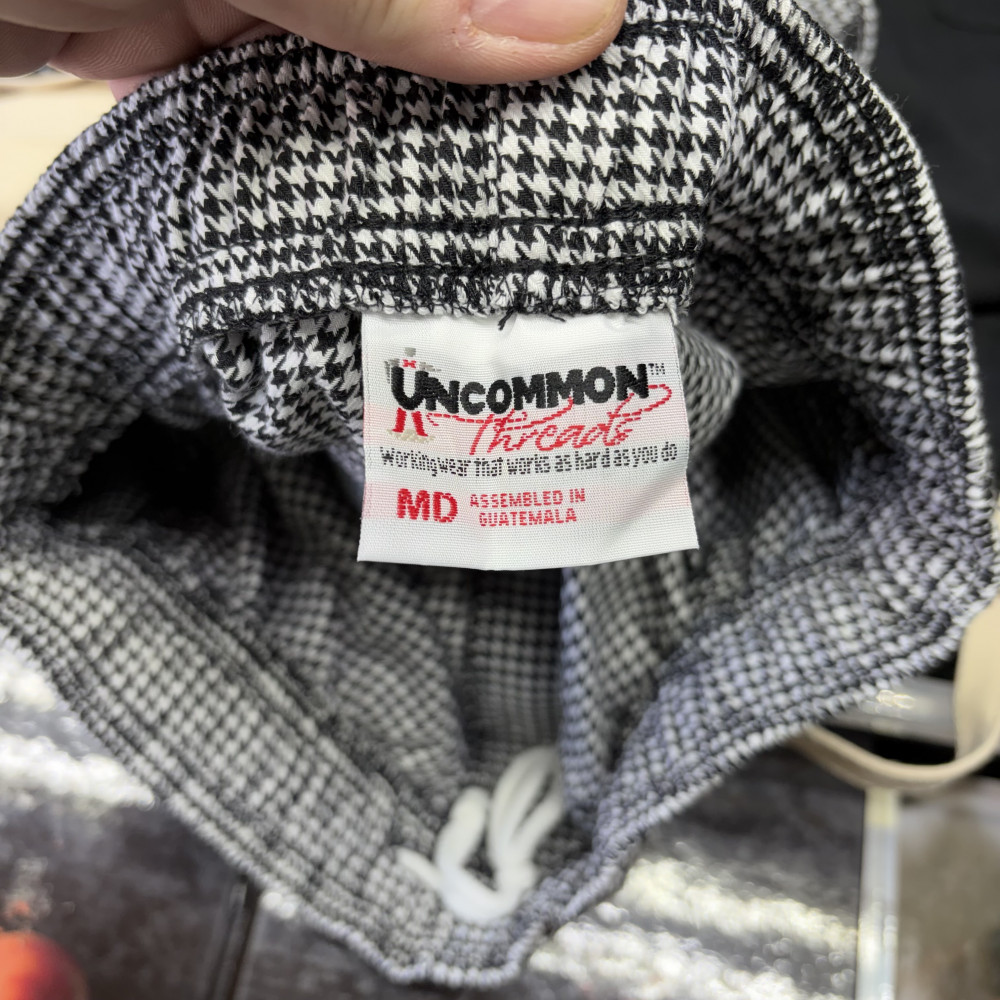 UNCOMMON™
Threads
Workingwear that works as hard as you do
MD ASSEMBLED IN
GUATEMALA